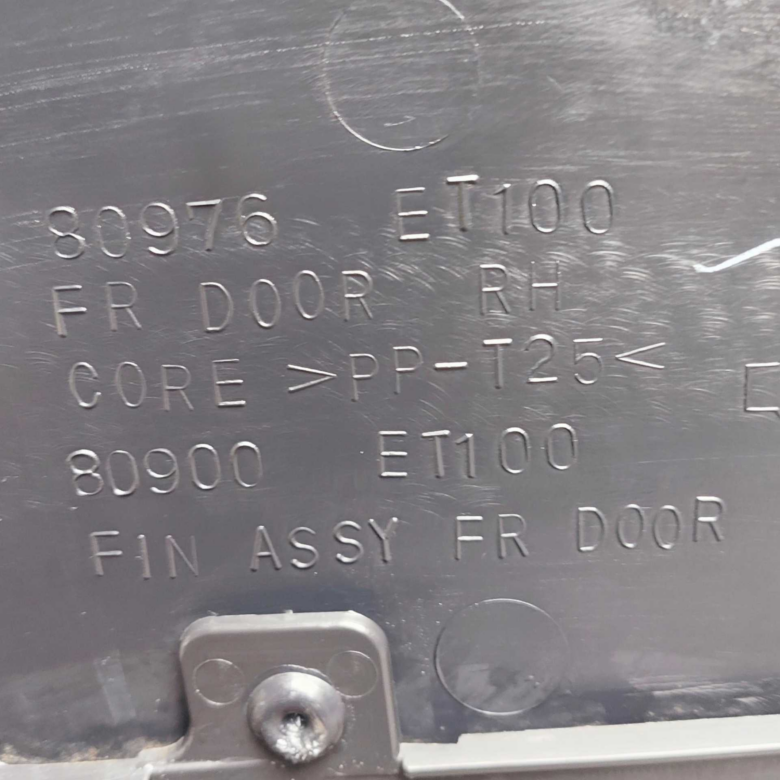 80976 ET100
FR DOOR RH
CORE >PP-T25<
80900 ET100
FIN ASSY FR DOOR